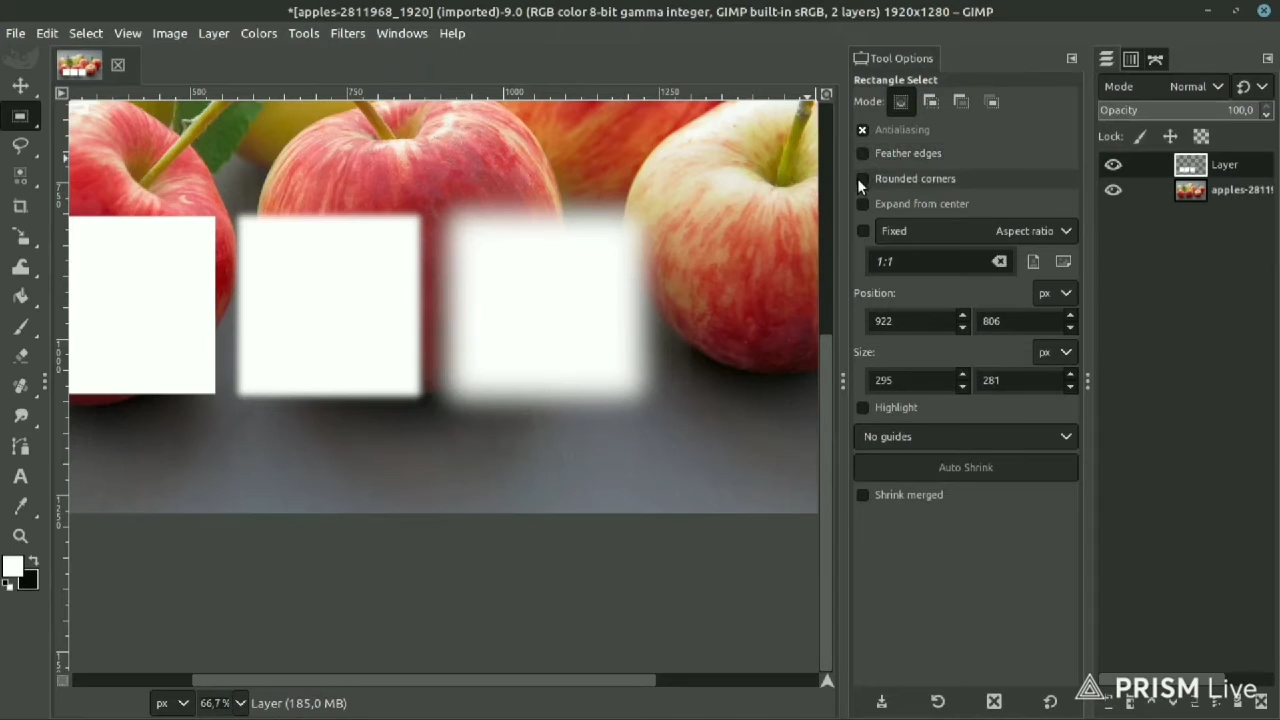 *[apples-2811968_1920] (imported)-9.0 (RGB color 8-bit gamma integer, GIMP built-in sRGB, 2 layers) 1920x1280 – GIMP
File Edit Select View Image Layer Colors Tools Filters Windows Help
Tool Options
Rectangle Select
Mode:
Antialiasing
Feather edges
Rounded corners
Expand from center
Fixed Aspect ratio
1:1
Position: px
922 806
Size: px
295 281
Highlight
No guides
Auto Shrink
Shrink merged
Mode Normal
Opacity 100,0
Lock:
Layer
apples-2811
500 750 1000 1250
A
px 66,7 % Layer (185,0 MB)
PRISM Live